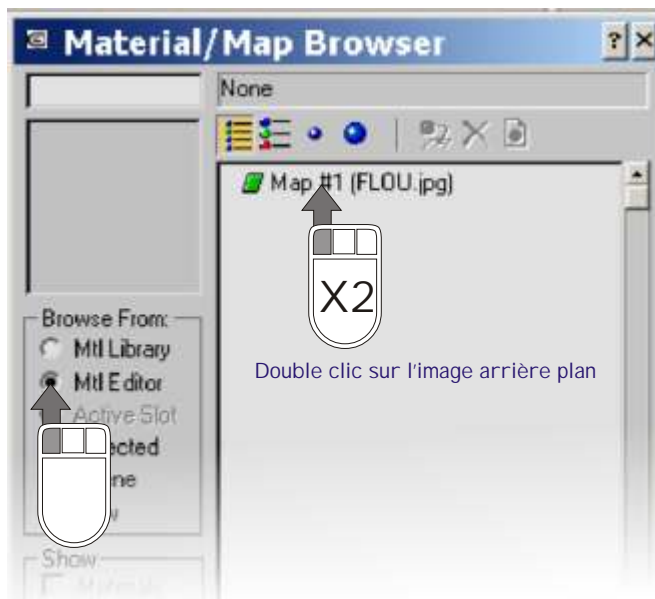 Material/Map Browser
None
Map #1 (FLOU.jpg)
X2
Double clic sur l'image arrière plan
Browse From:
Mtl Library
Mtl Editor
Active Slot
ected
ne
Show: